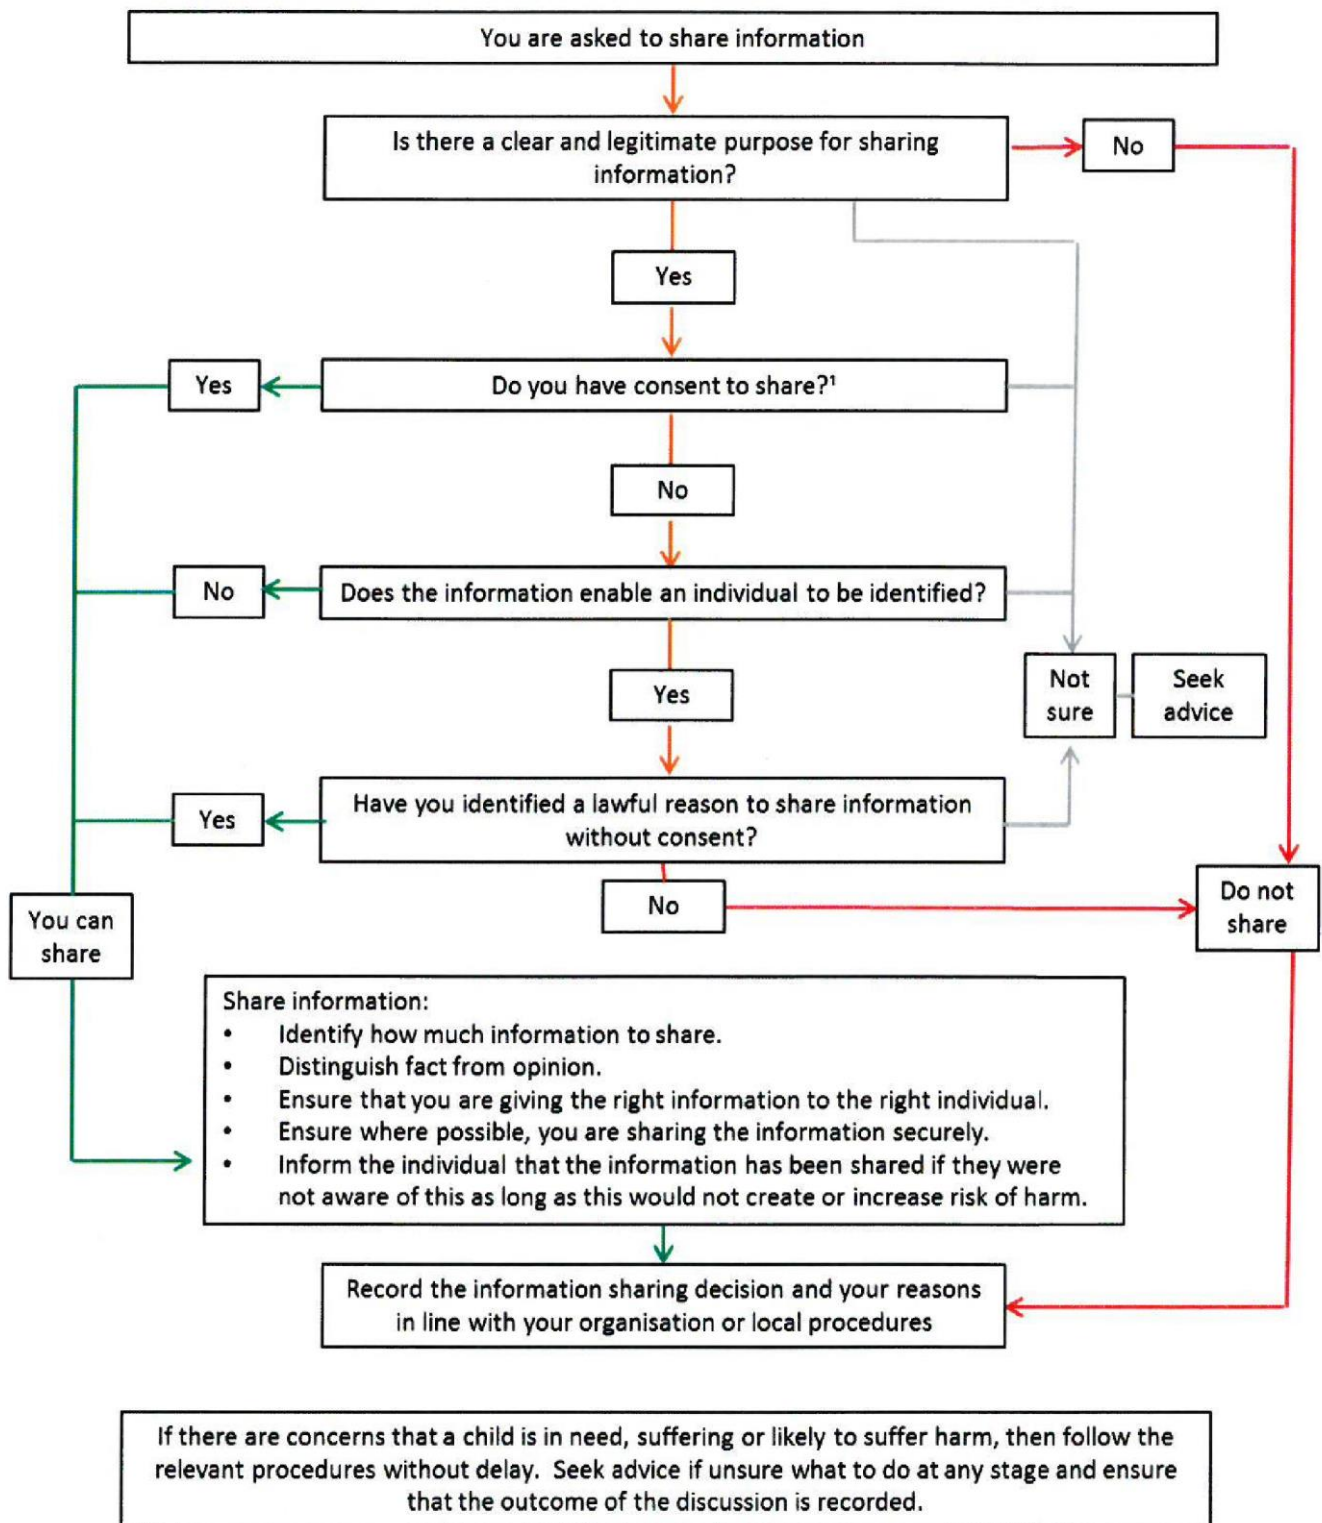 You are asked to share information
Is there a clear and legitimate purpose for sharing
information?
No
Yes
Yes
Do you have consent to share?¹
No
No
Does the information enable an individual to be identified?
Yes
Not
sure
Seek
advice
Yes
Have you identified a lawful reason to share information
without consent?
No
Do not
share
You can
share
Share information:
• Identify how much information to share.
• Distinguish fact from opinion.
• Ensure that you are giving the right information to the right individual.
• Ensure where possible, you are sharing the information securely.
• Inform the individual that the information has been shared if they were
not aware of this as long as this would not create or increase risk of harm.
Record the information sharing decision and your reasons
in line with your organisation or local procedures
If there are concerns that a child is in need, suffering or likely to suffer harm, then follow the
relevant procedures without delay. Seek advice if unsure what to do at any stage and ensure
that the outcome of the discussion is recorded.